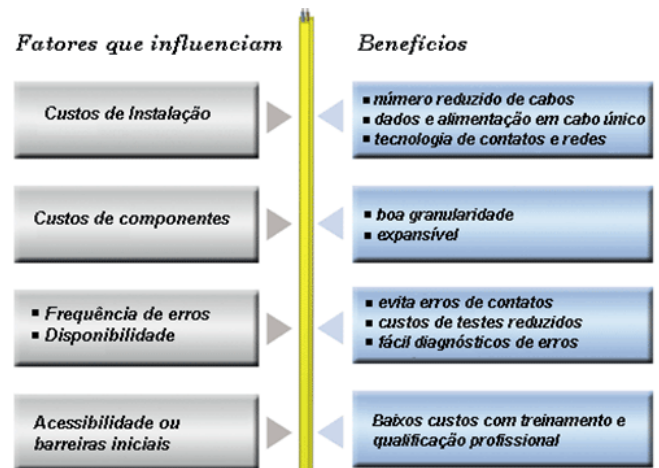 Fatores que influenciam
Benefícios
Custos de Instalação
■ número reduzido de cabos
■ dados e alimentação em cabo único
■ tecnologia de contatos e redes
Custos de componentes
■ boa granularidade
■ expansível
■ Frequência de erros
■ Disponibilidade
■ evita erros de contatos
■ custos de testes reduzidos
■ fácil diagnósticos de erros
Acessibilidade ou
barreiras iniciais
Baixos custos com treinamento e
qualificação profissional